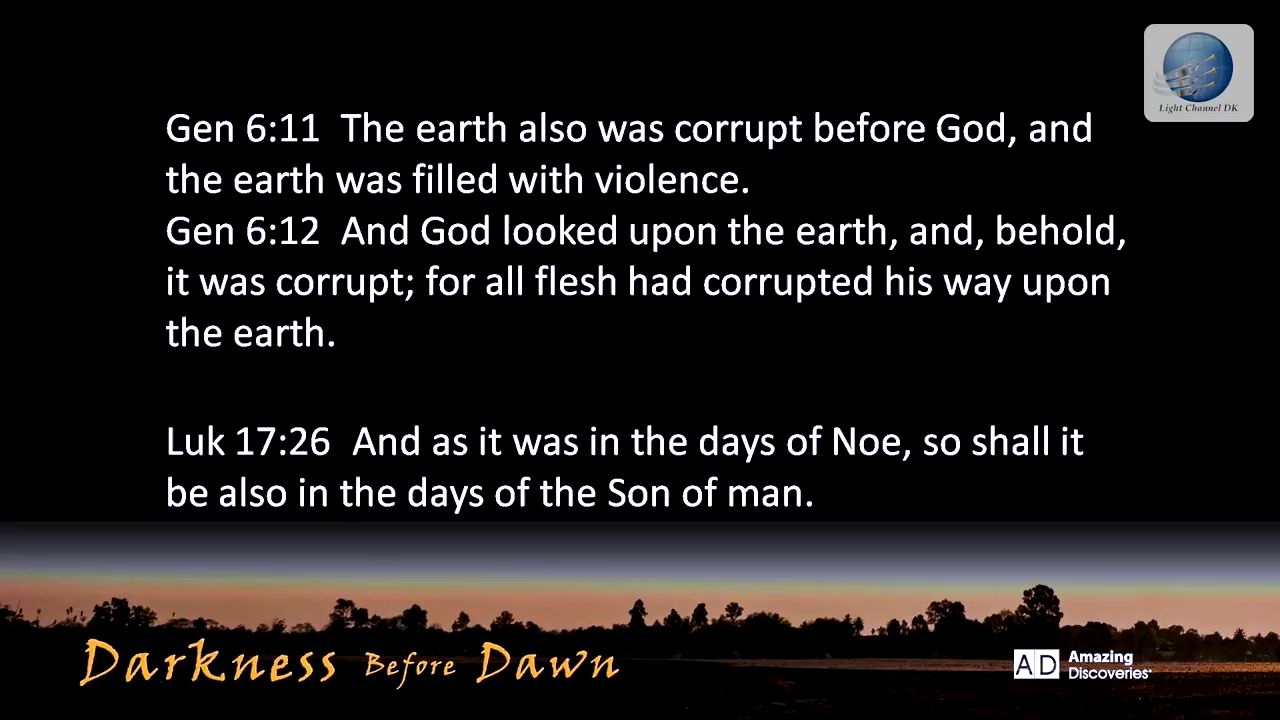 Light Channel DK
Gen 6:11 The earth also was corrupt before God, and
the earth was filled with violence.
Gen 6:12 And God looked upon the earth, and, behold,
it was corrupt; for all flesh had corrupted his way upon
the earth.
Luk 17:26 And as it was in the days of Noe, so shall it
be also in the days of the Son of man.
Darkness Before Dawn
AD Amazing
Discoveries